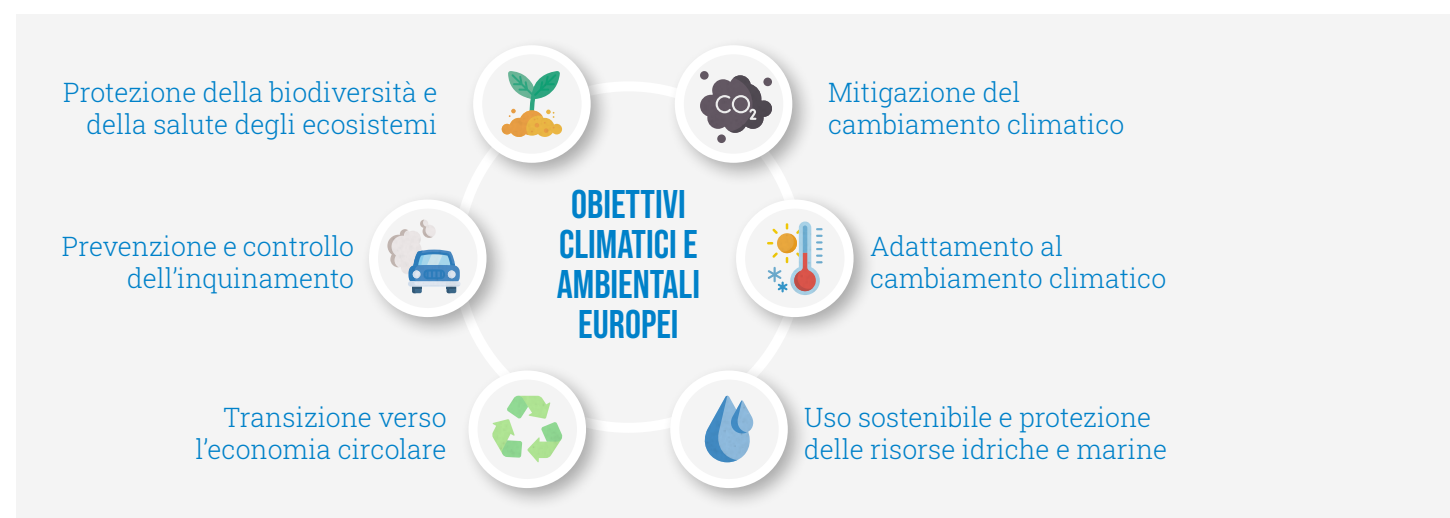 Protezione della biodiversità e
della salute degli ecosistemi
CO2
Mitigazione del
cambiamento climatico
OBIETTIVI
CLIMATICI E
AMBIENTALI
EUROPEI
Prevenzione e controllo
dell’inquinamento
Adattamento al
cambiamento climatico
Transizione verso
l’economia circolare
Uso sostenibile e protezione
delle risorse idriche e marine